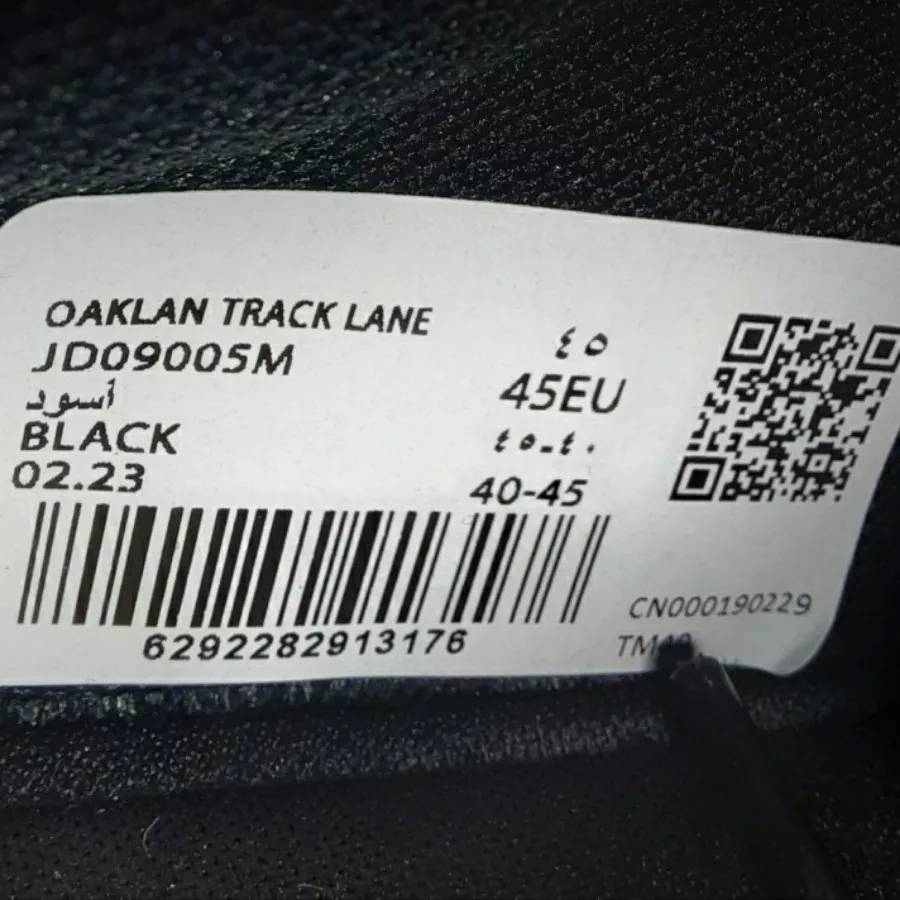 OAKLAN TRACK LANE
JD09005M
أسود
BLACK
02.23
٤٥
45EU
٤٠-٤٥
40-45
6292282913176
CN000190229